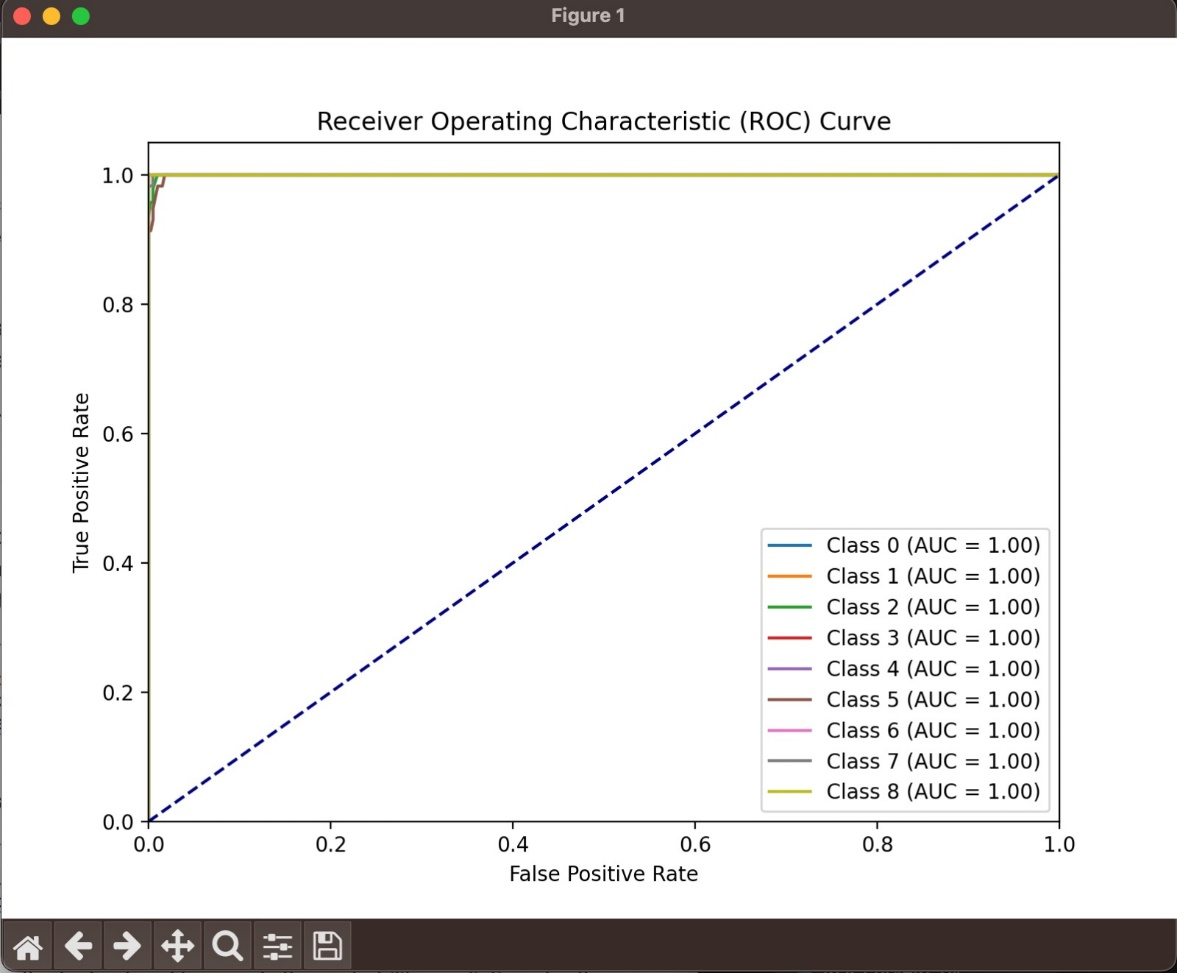 Figure 1
Receiver Operating Characteristic (ROC) Curve
1.0
0.8
0.6
0.4
0.2
0.0
True Positive Rate
0.0 0.2 0.4 0.6 0.8 1.0
False Positive Rate
Class 0 (AUC = 1.00)
Class 1 (AUC = 1.00)
Class 2 (AUC = 1.00)
Class 3 (AUC = 1.00)
Class 4 (AUC = 1.00)
Class 5 (AUC = 1.00)
Class 6 (AUC = 1.00)
Class 7 (AUC = 1.00)
Class 8 (AUC = 1.00)